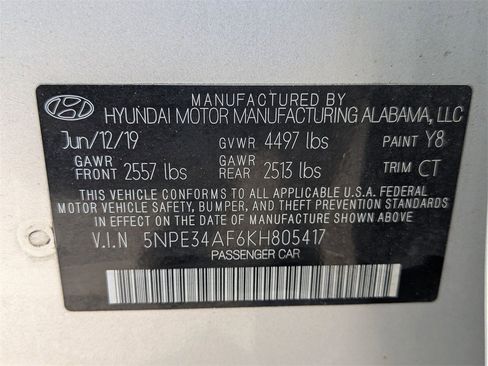 MANUFACTURED BY
HYUNDAI MOTOR MANUFACTURING ALABAMA, LLC
Jun/12/19 GVWR 4497 lbs PAINT Y8
GAWR FRONT 2557 lbs GAWR REAR 2513 lbs TRIM CT
THIS VEHICLE CONFORMS TO ALL APPLICABLE U.S.A. FEDERAL
MOTOR VEHICLE SAFETY, BUMPER, AND THEFT PREVENTION STANDARDS
IN EFFECT ON THE DATE OF MANUFACTURE SHOWN ABOVE.
V.I.N 5NPE34AF6KH805417
PASSENGER CAR